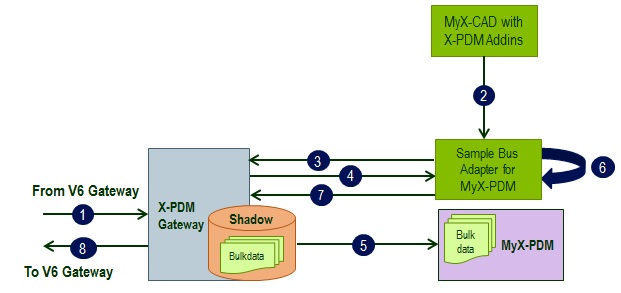 MyX-CAD with
X-PDM Addins
2
Sample Bus
Adapter for
MyX-PDM
6
3
4
7
From V6 Gateway
1
8
To V6 Gateway
X-PDM
Gateway
Shadow
Bulkdata
5
Bulk
data
MyX-PDM